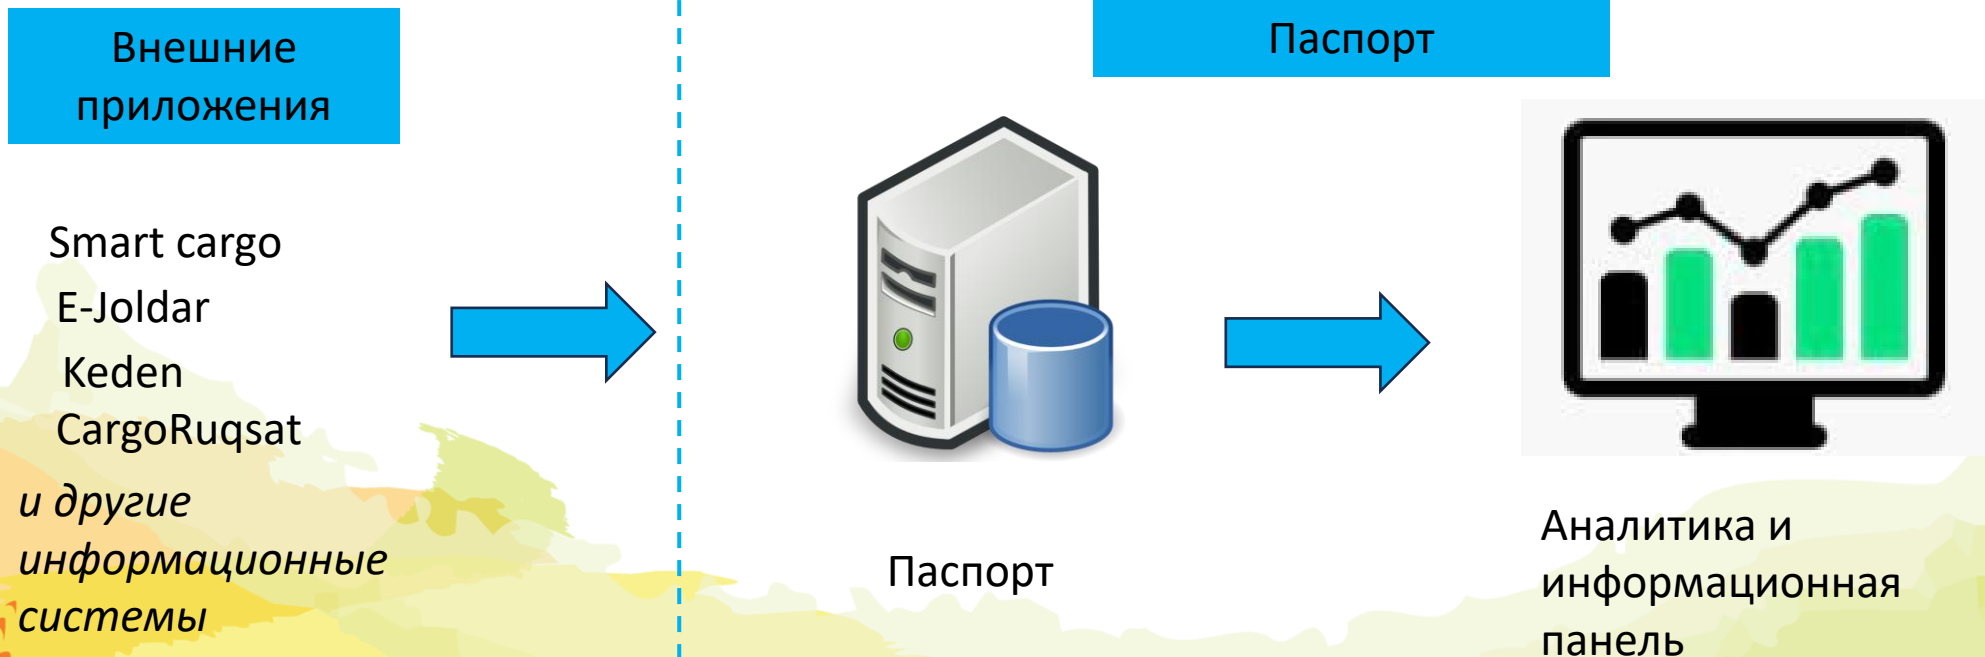 Внешние
приложения
Паспорт
Smart cargo
E-Joldar
Keden
CargoRuqsat
и другие
информационные
системы
Паспорт
Аналитика и
информационная
панель